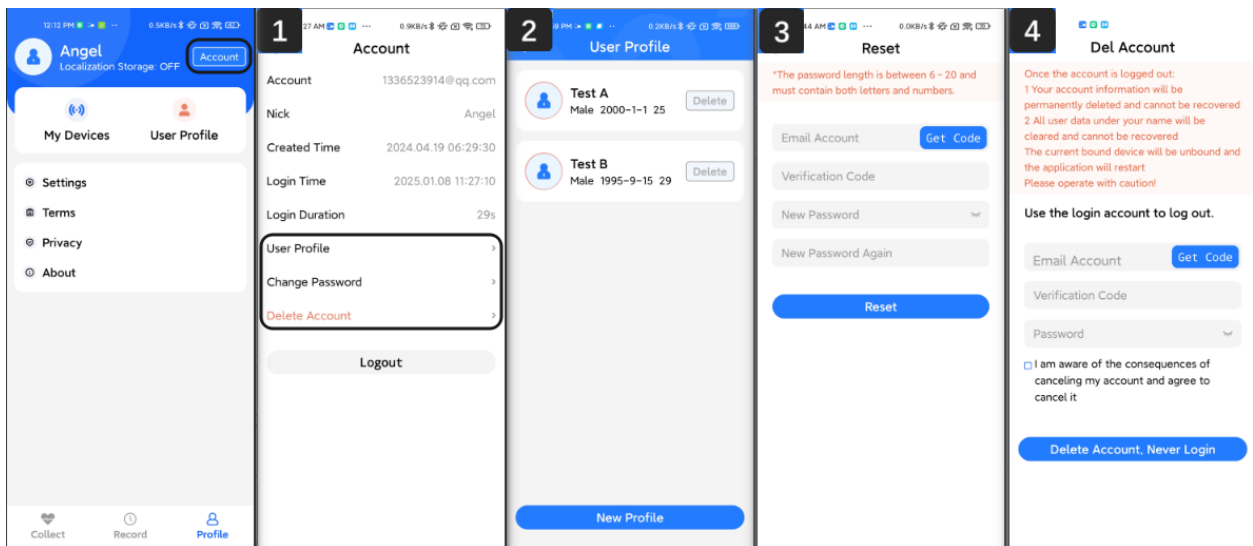 12:12 PM
0.5KB/s
Angel
Localization Storage: OFF
Account
My Devices
User Profile
Settings
Terms
Privacy
About
Collect
Record
Profile
1
27 AM
0.9KB/s
Account
Account 1336523914@qq.com
Nick Angel
Created Time 2024.04.19 06:29:30
Login Time 2025.01.08 11:27:10
Login Duration 29s
User Profile
Change Password
Delete Account
Logout
2
9 PM
0.2KB/s
User Profile
Test A
Male 2000-1-1 25
Delete
Test B
Male 1995-9-15 29
Delete
New Profile
3
44 AM
0.0KB/s
Reset
*The password length is between 6 - 20 and
must contain both letters and numbers.
Email Account
Get Code
Verification Code
New Password
New Password Again
Reset
4
Del Account
Once the account is logged out:
1 Your account information will be
permanently deleted and cannot be recovered
2 All user data under your name will be
cleared and cannot be recovered
The current bound device will be unbound and
the application will restart
Please operate with caution!
Use the login account to log out.
Email Account
Get Code
Verification Code
Password
I am aware of the consequences of
canceling my account and agree to
cancel it
Delete Account, Never Login